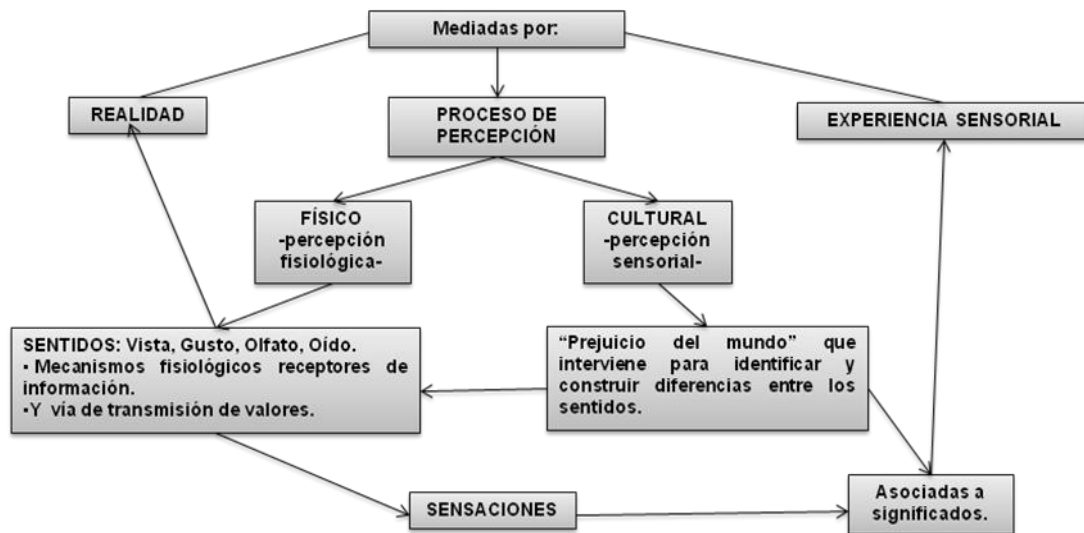 Mediadas por:
REALIDAD
PROCESO DE
PERCEPCIÓN
EXPERIENCIA SENSORIAL
FÍSICO
-percepción
fisiológica-
CULTURAL
-percepción
sensorial-
SENTIDOS: Vista, Gusto, Olfato, Oído.
• Mecanismos fisiológicos receptores de
información.
•Y vía de transmisión de valores.
“Prejuicio del mundo” que
interviene para identificar y
construir diferencias entre los
sentidos.
SENSACIONES
Asociadas a
significados.